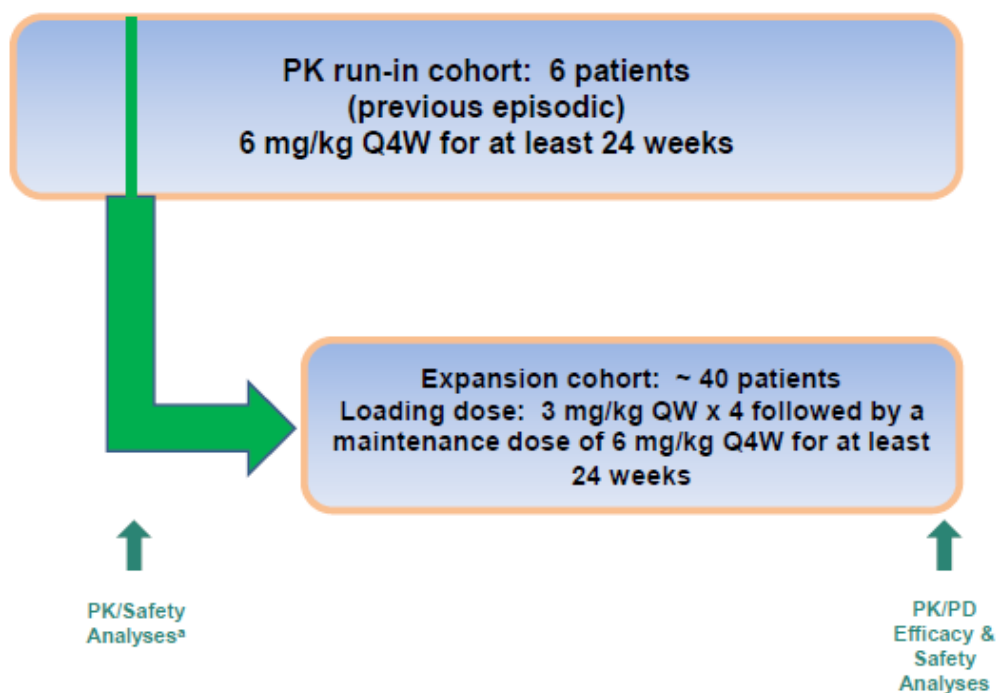 PK run-in cohort: 6 patients
(previous episodic)
6 mg/kg Q4W for at least 24 weeks
Expansion cohort: ~ 40 patients
Loading dose: 3 mg/kg QW x 4 followed by a
maintenance dose of 6 mg/kg Q4W for at least
24 weeks
PK/Safety
Analysesᵃ
PK/PD
Efficacy &
Safety
Analyses